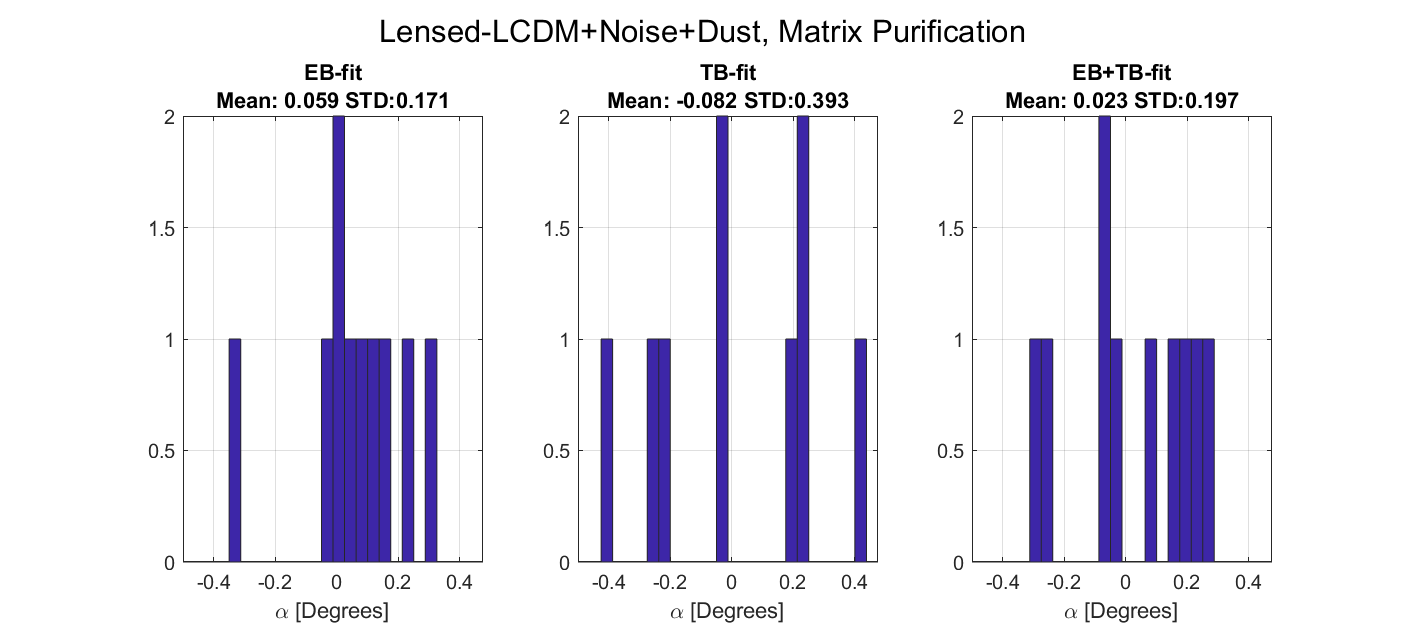 Lensed-LCDM+Noise+Dust, Matrix Purification
EB-fit
Mean: 0.059 STD:0.171
2
1.5
1
0.5
0
-0.4 -0.2 0 0.2 0.4
α [Degrees]
TB-fit
Mean: -0.082 STD:0.393
2
1.5
1
0.5
0
-0.4 -0.2 0 0.2 0.4
α [Degrees]
EB+TB-fit
Mean: 0.023 STD:0.197
2
1.5
1
0.5
0
-0.4 -0.2 0 0.2 0.4
α [Degrees]